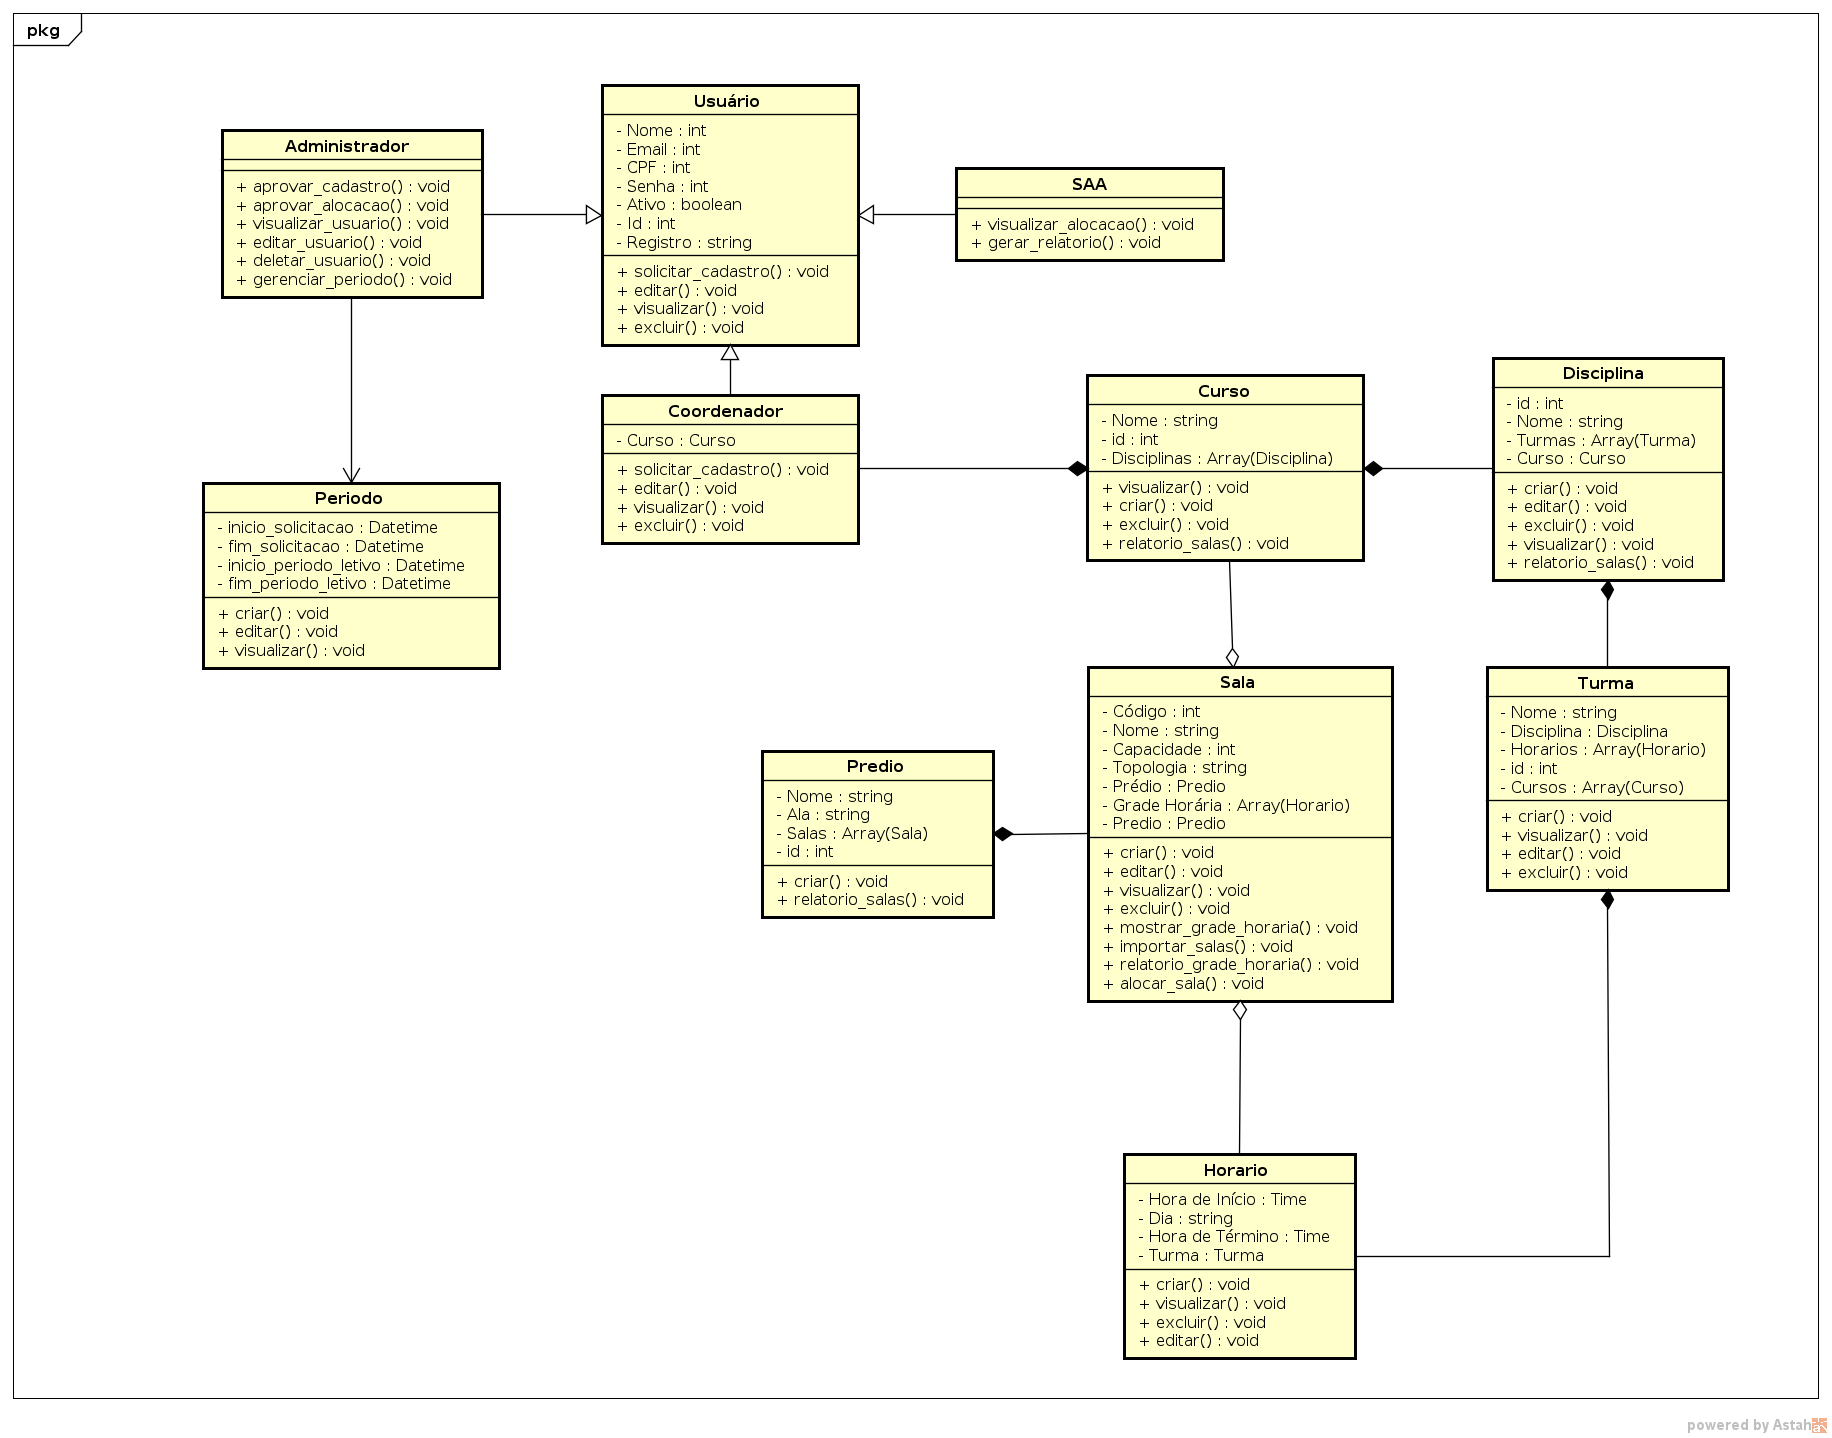 pkg
Usuário
- Nome : int
- Email : int
- CPF : int
- Senha : int
- Ativo : boolean
- Id : int
- Registro : string
+ solicitar_cadastro() : void
+ editar() : void
+ visualizar() : void
+ excluir() : void
Administrador
+ aprovar_cadastro() : void
+ aprovar_alocacao() : void
+ visualizar_usuario() : void
+ editar_usuario() : void
+ deletar_usuario() : void
+ gerenciar_periodo() : void
SAA
+ visualizar_alocacao() : void
+ gerar_relatorio() : void
Coordenador
- Curso : Curso
+ solicitar_cadastro() : void
+ editar() : void
+ visualizar() : void
+ excluir() : void
Curso
- Nome : string
- id : int
- Disciplinas : Array(Disciplina)
+ visualizar() : void
+ criar() : void
+ excluir() : void
+ relatorio_salas() : void
Disciplina
- id : int
- Nome : string
- Turmas : Array(Turma)
- Curso : Curso
+ criar() : void
+ editar() : void
+ excluir() : void
+ visualizar() : void
+ relatorio_salas() : void
Periodo
- inicio_solicitacao : Datetime
- fim_solicitacao : Datetime
- inicio_periodo_letivo : Datetime
- fim_periodo_letivo : Datetime
+ criar() : void
+ editar() : void
+ visualizar() : void
Predio
- Nome : string
- Ala : string
- Salas : Array(Sala)
- id : int
+ criar() : void
+ relatorio_salas() : void
Sala
- Código : int
- Nome : string
- Capacidade : int
- Topologia : string
- Prédio : Predio
- Grade Horária : Array(Horario)
- Predio : Predio
+ criar() : void
+ editar() : void
+ visualizar() : void
+ excluir() : void
+ mostrar_grade_horaria() : void
+ importar_salas() : void
+ relatorio_grade_horaria() : void
+ alocar_sala() : void
Turma
- Nome : string
- Disciplina : Disciplina
- Horarios : Array(Horario)
- id : int
- Cursos : Array(Curso)
+ criar() : void
+ visualizar() : void
+ editar() : void
+ excluir() : void
Horario
- Hora de Início : Time
- Dia : string
- Hora de Término : Time
- Turma : Turma
+ criar() : void
+ visualizar() : void
+ excluir() : void
+ editar() : void
powered by Astah